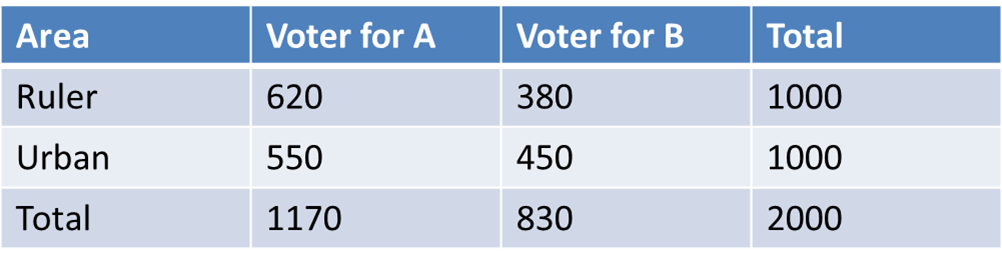 Area Voter for A Voter for B Total
Ruler 620 380 1000
Urban 550 450 1000
Total 1170 830 2000